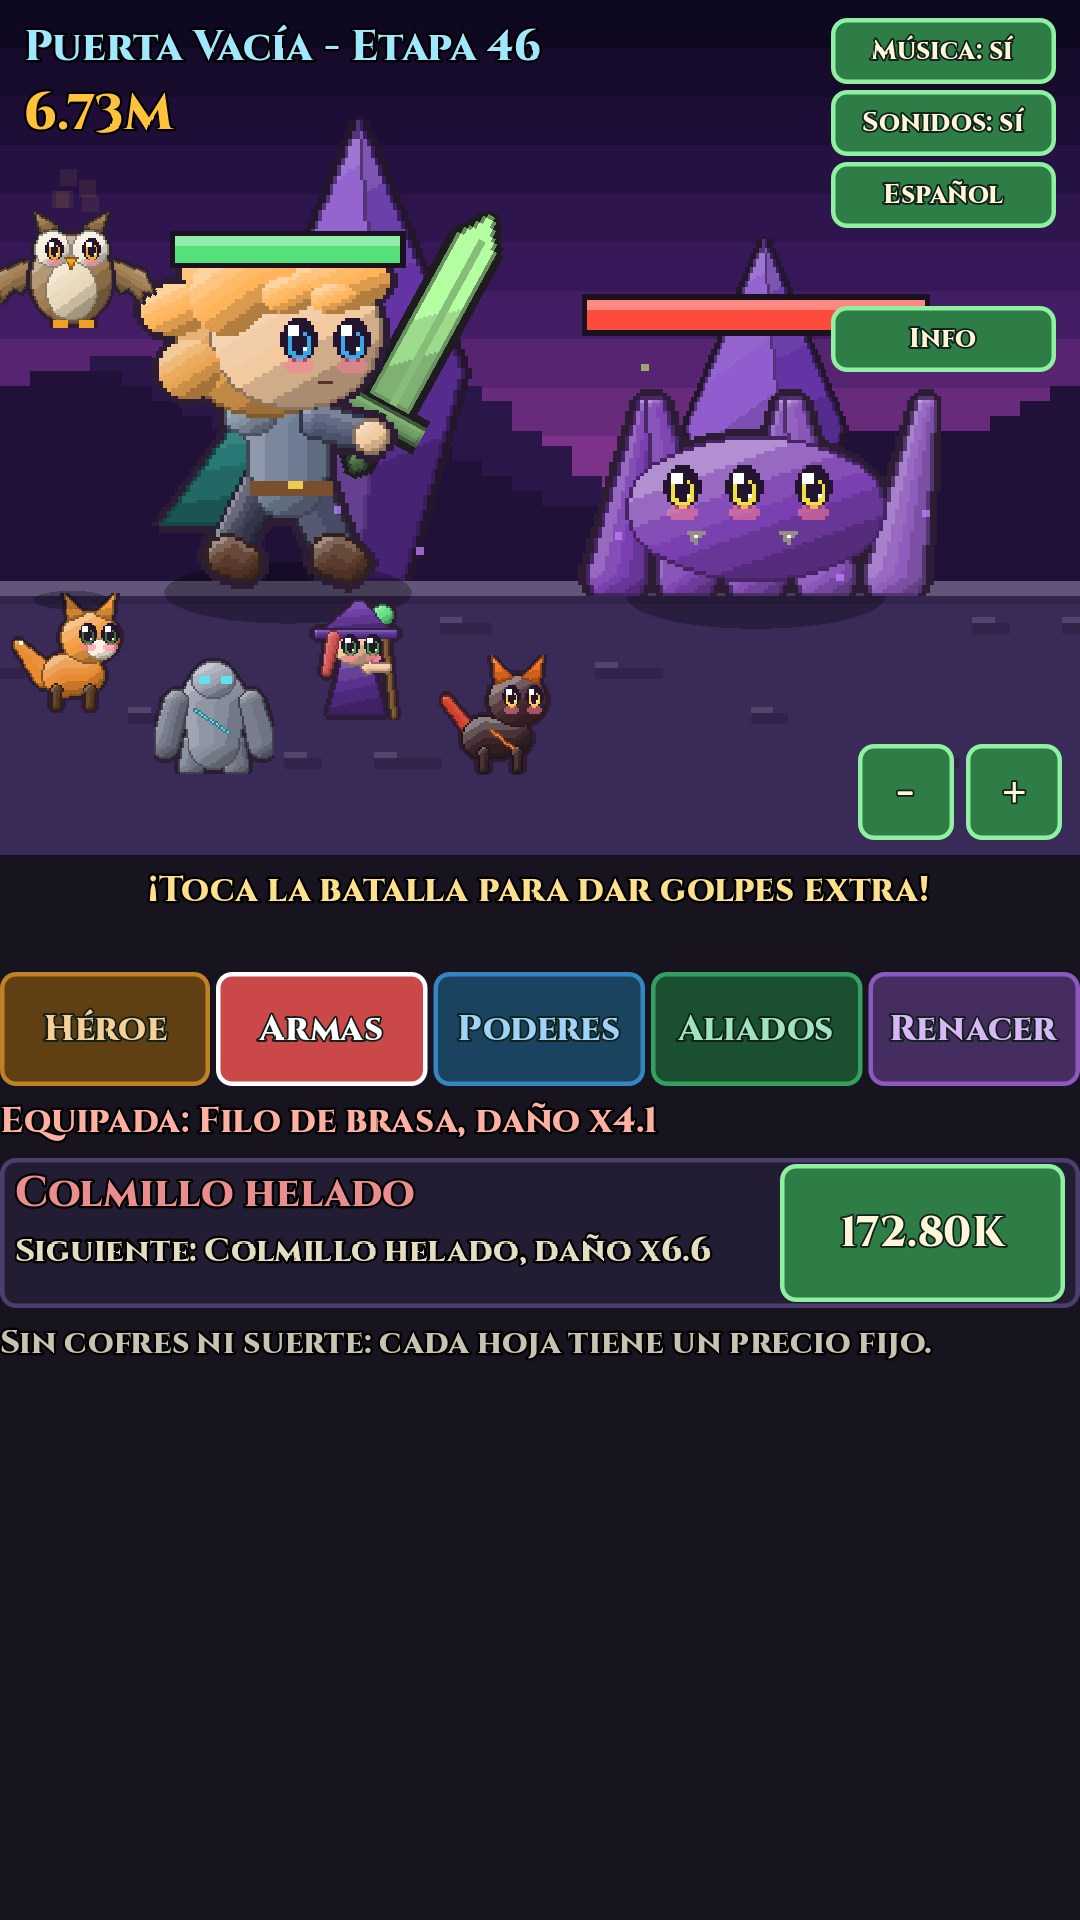 Puerta Vacía - Etapa 46
6.73M
Música: sí
Sonidos: sí
Español
Info
-
+
¡Toca la batalla para dar golpes extra!
Héroe
Armas
Poderes
Aliados
Renacer
Equipada: Filo de brasa, daño x4.1
Colmillo helado
Siguiente: Colmillo helado, daño x6.6
172.80K
Sin cofres ni suerte: cada hoja tiene un precio fijo.